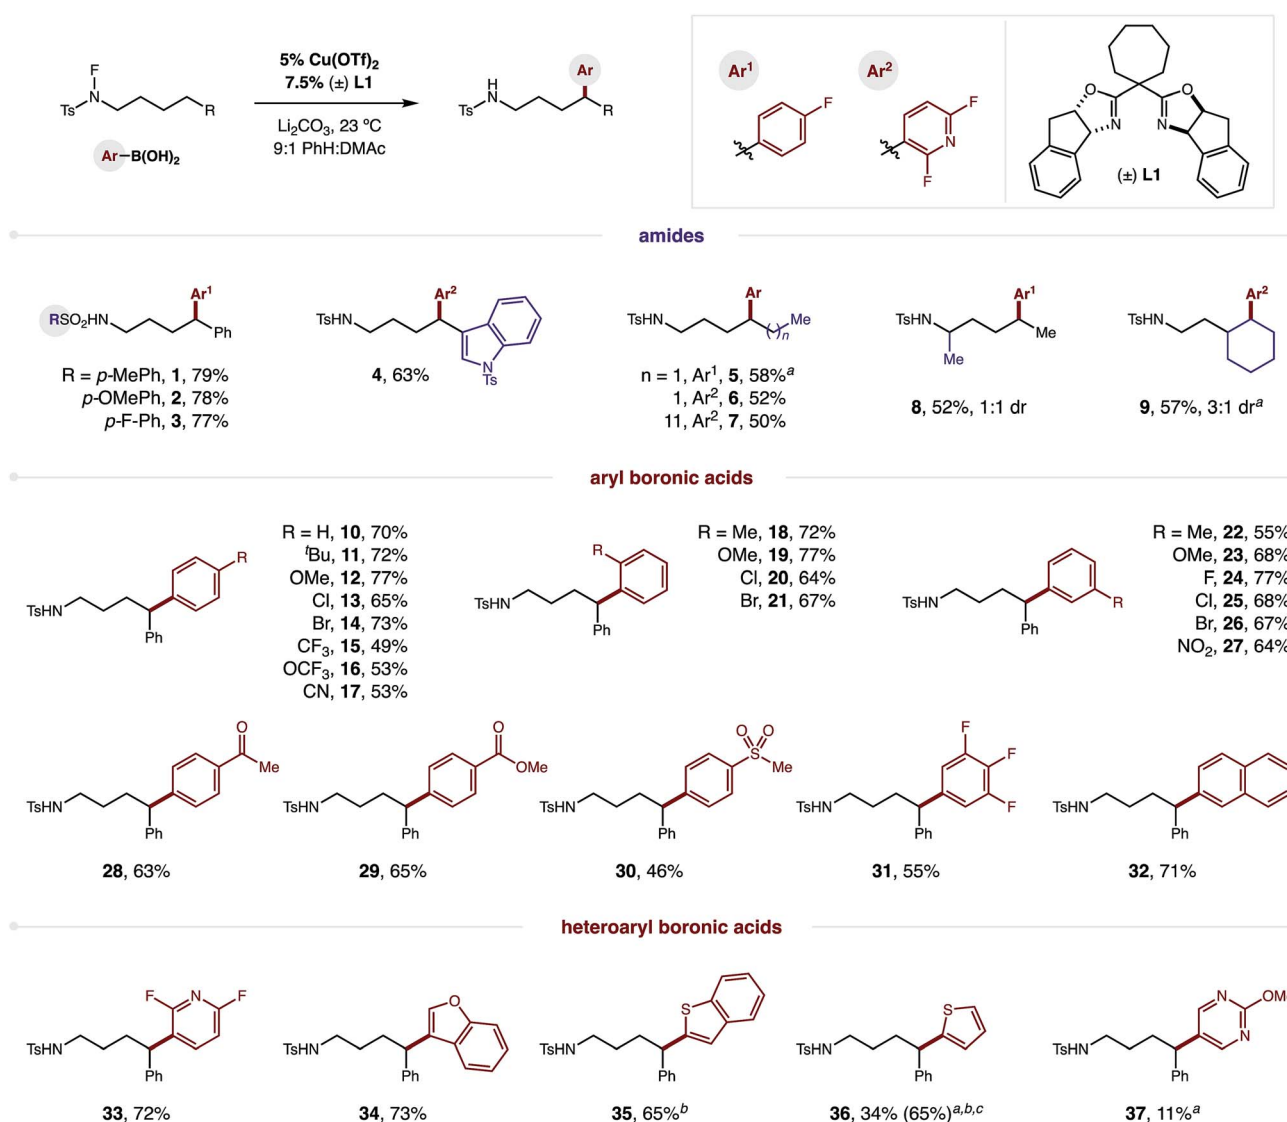 F
N
Ts
R
Ar–B(OH)₂
5% Cu(OTf)₂
7.5% (±) L1
Li₂CO₃, 23 ºC
9:1 PhH:DMAc
H
N
Ts
Ar
R
Ar¹
F
Ar²
F
N
F
O
O
N
N
(±) L1
amides
RSO₂HN
Ar¹
Ph
R = p-MePh, 1, 79%
p-OMePh, 2, 78%
p-F-Ph, 3, 77%
TsHN
Ar²
N
Ts
4, 63%
TsHN
Ar
( )n Me
n = 1, Ar¹, 5, 58%ᵃ
1, Ar², 6, 52%
11, Ar², 7, 50%
TsHN
Ar¹
Me
Me
8, 52%, 1:1 dr
TsHN
Ar²
9, 57%, 3:1 drᵃ
aryl boronic acids
TsHN
R
Ph
R = H, 10, 70%
ᵗBu, 11, 72%
OMe, 12, 77%
Cl, 13, 65%
Br, 14, 73%
CF₃, 15, 49%
OCF₃, 16, 53%
CN, 17, 53%
TsHN
R
Ph
R = Me, 18, 72%
OMe, 19, 77%
Cl, 20, 64%
Br, 21, 67%
TsHN
R
Ph
R = Me, 22, 55%
OMe, 23, 68%
F, 24, 77%
Cl, 25, 68%
Br, 26, 67%
NO₂, 27, 64%
TsHN
O
Me
Ph
28, 63%
TsHN
O
OMe
Ph
29, 65%
TsHN
O O
S
Me
Ph
30, 46%
TsHN
F
F
F
Ph
31, 55%
TsHN
Ph
32, 71%
heteroaryl boronic acids
TsHN
F N F
Ph
33, 72%
TsHN
O
Ph
34, 73%
TsHN
S
Ph
35, 65%ᵇ
TsHN
S
Ph
36, 34% (65%)ᵃ,ᵇ,ᶜ
TsHN
N
OMe
N
Ph
37, 11%ᵃ